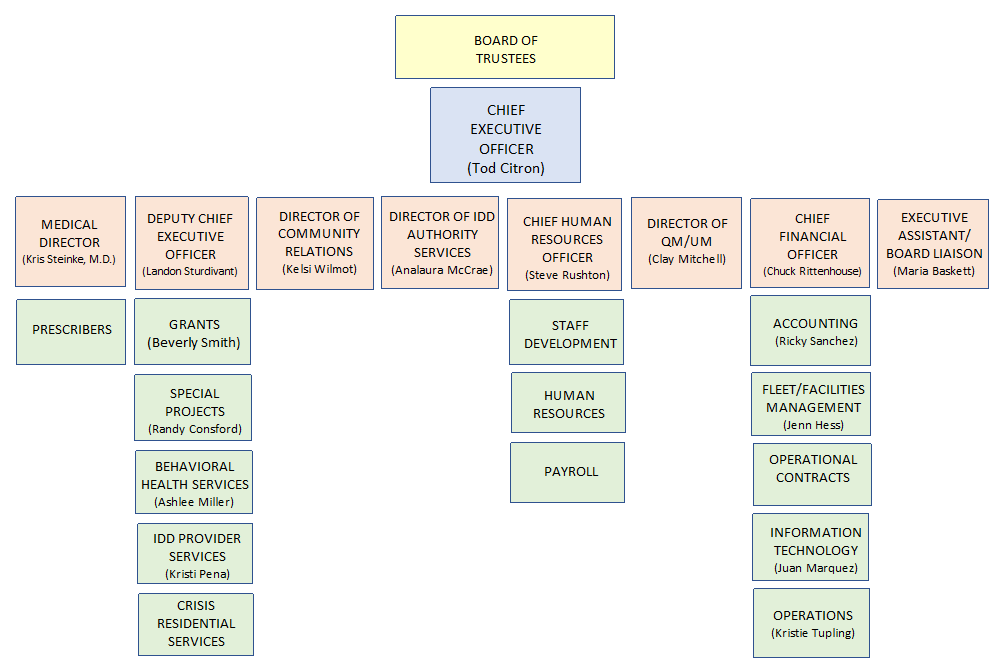 BOARD OF
TRUSTEES
CHIEF
EXECUTIVE
OFFICER
(Tod Citron)
MEDICAL
DIRECTOR
(Kris Steinke, M.D.)
DEPUTY CHIEF
EXECUTIVE
OFFICER
(Landon Sturdivant)
DIRECTOR OF
COMMUNITY
RELATIONS
(Kelsi Wilmot)
DIRECTOR OF IDD
AUTHORITY
SERVICES
(Analaura McCrae)
CHIEF HUMAN
RESOURCES
OFFICER
(Steve Rushton)
DIRECTOR OF
QM/UM
(Clay Mitchell)
CHIEF
FINANCIAL
OFFICER
(Chuck Rittenhouse)
EXECUTIVE
ASSISTANT/
BOARD LIAISON
(Maria Baskett)
PRESCRIBERS
GRANTS
(Beverly Smith)
SPECIAL
PROJECTS
(Randy Consford)
BEHAVIORAL
HEALTH SERVICES
(Ashlee Miller)
IDD PROVIDER
SERVICES
(Kristi Pena)
CRISIS
RESIDENTIAL
SERVICES
STAFF
DEVELOPMENT
HUMAN
RESOURCES
PAYROLL
ACCOUNTING
(Ricky Sanchez)
FLEET/FACILITIES
MANAGEMENT
(Jenn Hess)
OPERATIONAL
CONTRACTS
INFORMATION
TECHNOLOGY
(Juan Marquez)
OPERATIONS
(Kristie Tupling)